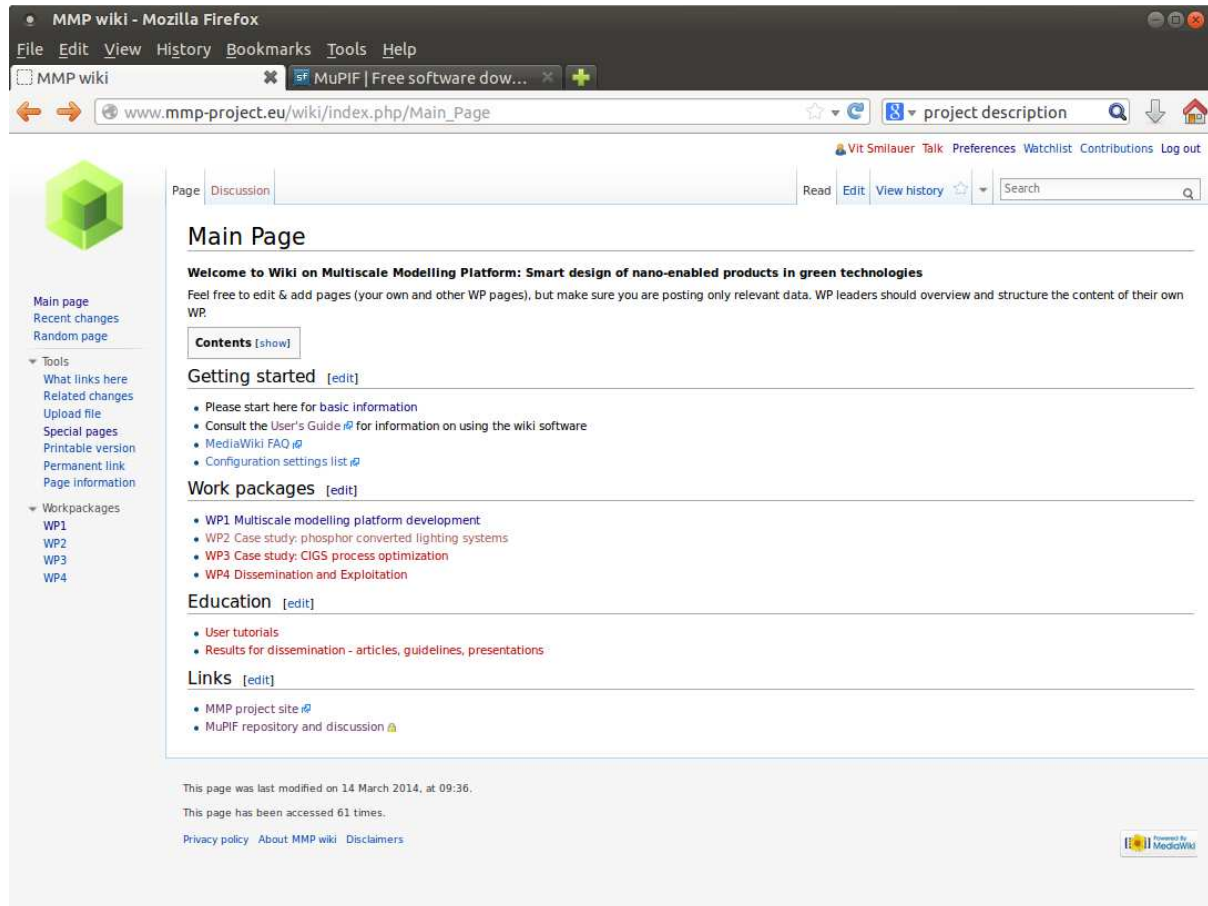 MMP wiki - Mozilla Firefox
File Edit View History Bookmarks Tools Help
MMP wiki
MuPIF | Free software dow...
www.mmp-project.eu/wiki/index.php/Main_Page
project description
Vit Smilauer Talk Preferences Watchlist Contributions Log out
Page Discussion
Read Edit View history
Search
Main Page
Welcome to Wiki on Multiscale Modelling Platform: Smart design of nano-enabled products in green technologies
Feel free to edit & add pages (your own and other WP pages), but make sure you are posting only relevant data. WP leaders should overview and structure the content of their own
WP.
Contents [show]
Getting started [edit]
Please start here for basic information
Consult the User's Guide for information on using the wiki software
MediaWiki FAQ
Configuration settings list
Work packages [edit]
WP1 Multiscale modelling platform development
WP2 Case study: phosphor converted lighting systems
WP3 Case study: CIGS process optimization
WP4 Dissemination and Exploitation
Education [edit]
User tutorials
Results for dissemination - articles, guidelines, presentations
Links [edit]
MMP project site
MuPIF repository and discussion
Main page
Recent changes
Random page
Tools
What links here
Related changes
Upload file
Special pages
Printable version
Permanent link
Page information
Workpackages
WP1
WP2
WP3
WP4
This page was last modified on 14 March 2014, at 09:36.
This page has been accessed 61 times.
Privacy policy About MMP wiki Disclaimers
Powered By
MediaWiki